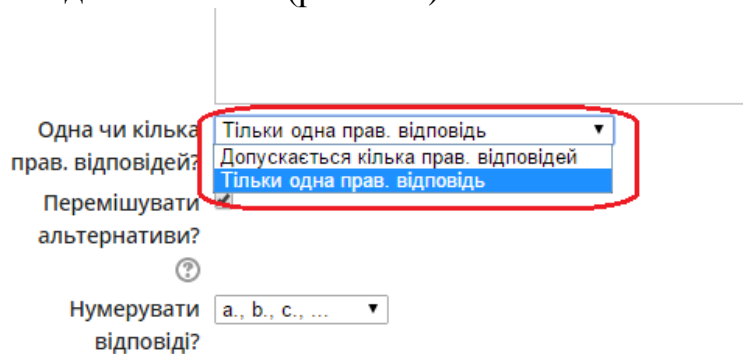 Одна чи кілька Тільки одна прав. відповідь
прав. відповідей? Допускається кілька прав. відповідей
Тільки одна прав. відповідь
Перемішувати
альтернативи?
?
Нумерувати a., b., c., ...
відповіді?